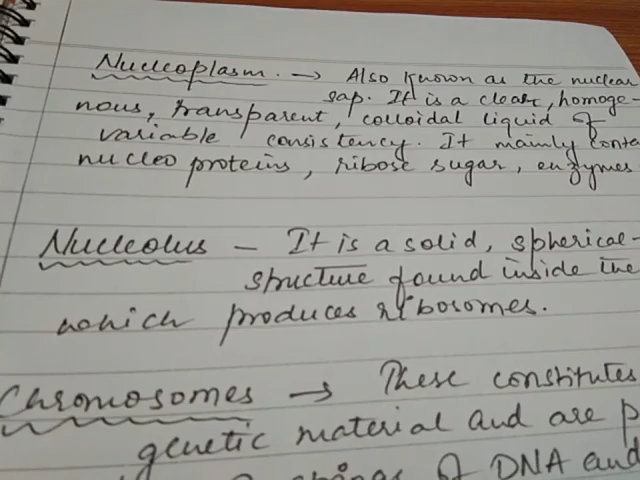 Nucleoplasm. → Also known as the nuclear
sap. It is a clear, homoge-
nous, transparent, colloidal liquid of
variable consistency. It mainly conta
nucleo proteins, ribose sugar, enzymes
Nucleolus – It is a solid, spherical-
structure found inside the
which produces ribosomes.
Chromosomes → These constitutes
genetic material and are p
of DNA and